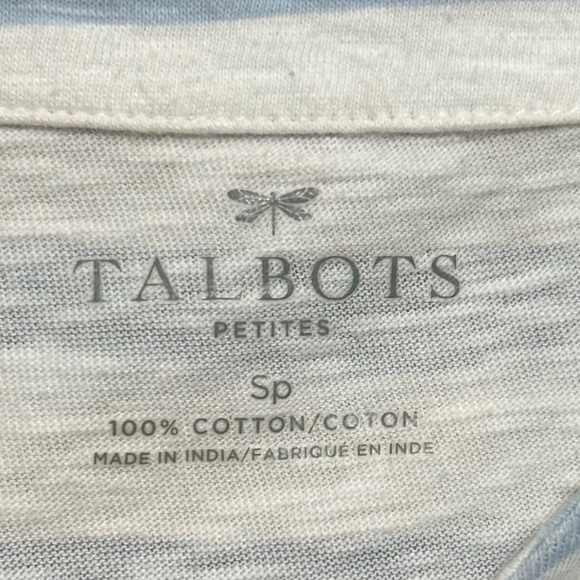 TALBOTS
PETITES
Sp
100% COTTON/COTON
MADE IN INDIA/FABRIQUÉ EN INDE